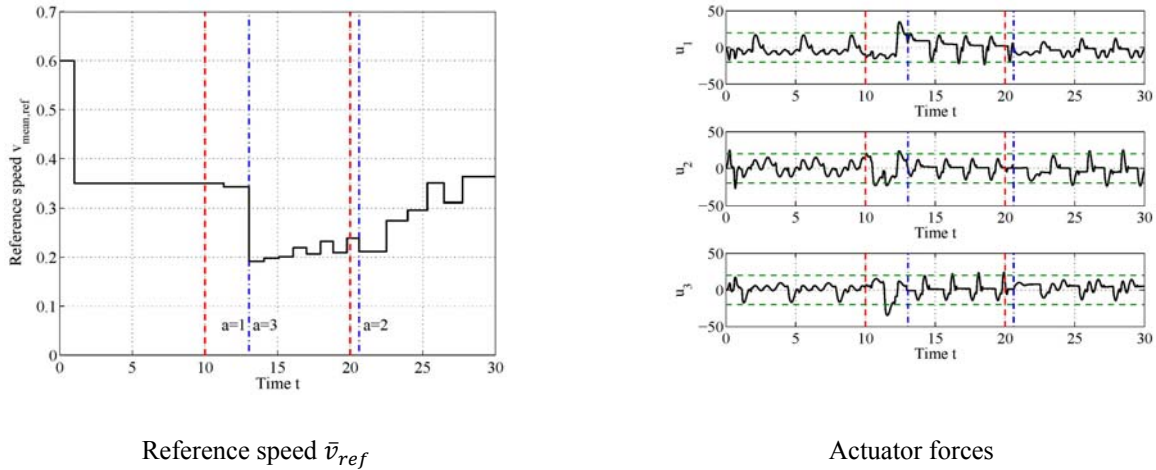 Reference speed v_mean,ref
0.7
0.6
0.5
0.4
0.3
0.2
0.1
0
a=1 a=3 a=2
0 5 10 15 20 25 30
Time t
u_1
50
0
−50
0 5 10 15 20 25 30
Time t
u_2
50
0
−50
0 5 10 15 20 25 30
Time t
u_3
50
0
−50
0 5 10 15 20 25 30
Time t
Reference speed v̄_ref
Actuator forces